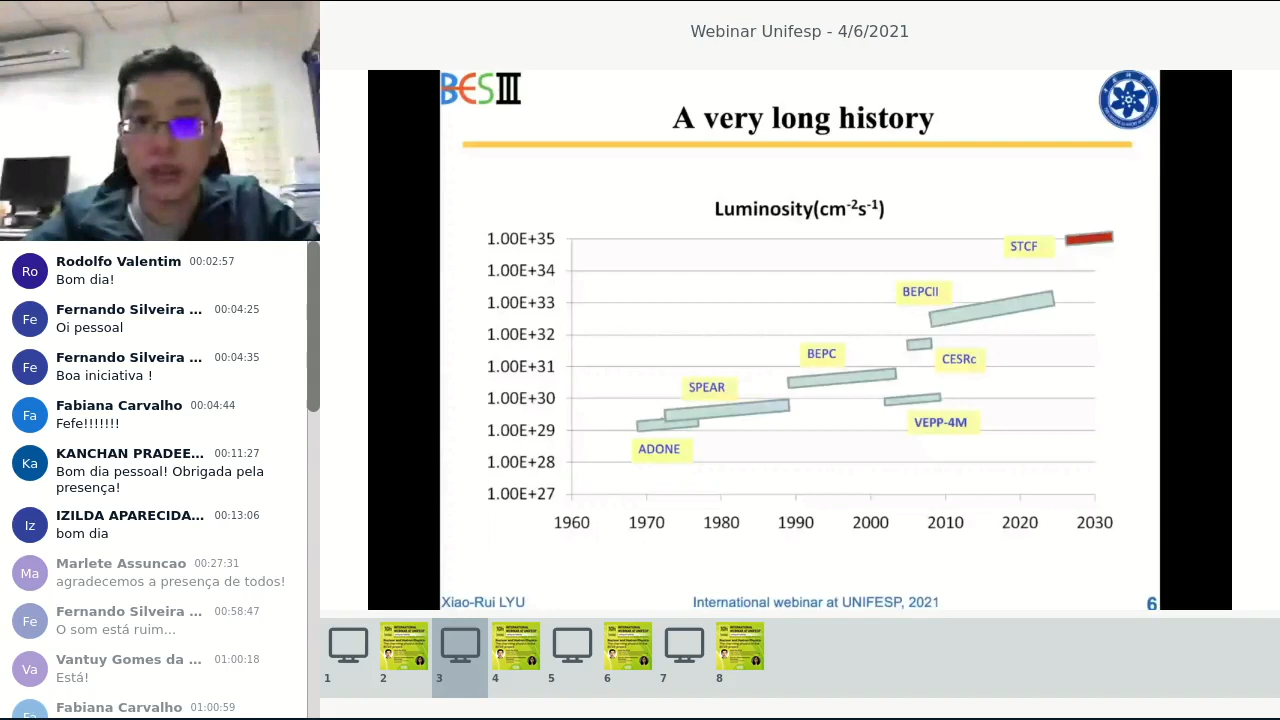 Webinar Unifesp - 4/6/2021
BESIII
A very long history
Luminosity(cm-2s-1)
1.00E+35
1.00E+34
1.00E+33
1.00E+32
1.00E+31
1.00E+30
1.00E+29
1.00E+28
1.00E+27
1960 1970 1980 1990 2000 2010 2020 2030
STCF
BEPCII
BEPC
CESRc
SPEAR
VEPP-4M
ADONE
Xiao-Rui LYU International webinar at UNIFESP, 2021 6
Ro Rodolfo Valentim 00:02:57
Bom dia!
Fe Fernando Silveira ... 00:04:25
Oi pessoal
Fe Fernando Silveira ... 00:04:35
Boa iniciativa !
Fa Fabiana Carvalho 00:04:44
Fefe!!!!!!!
Ka KANCHAN PRADEE... 00:11:27
Bom dia pessoal! Obrigada pela
presença!
Iz IZILDA APARECIDA... 00:13:06
bom dia
Ma Marlete Assuncao 00:27:31
agradecemos a presença de todos!
Fe Fernando Silveira ... 00:58:47
O som está ruim...
Va Vantuy Gomes da ... 01:00:18
Está!
Fa Fabiana Carvalho 01:00:59
1 2 3 4 5 6 7 8